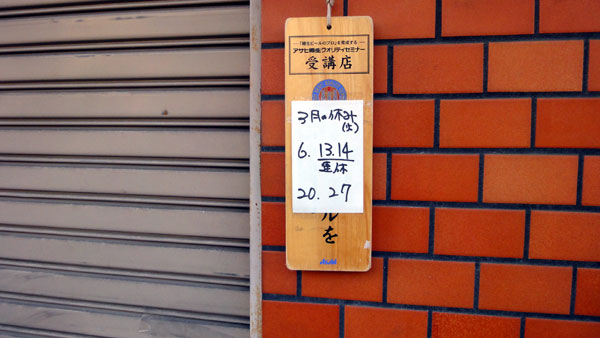 「樽生ビールのプロ」を育成する
アサヒ樽生クオリティセミナー
受講店
3月の休み
(火)
6. 13.14
連休
20. 27
ルを
Asahi